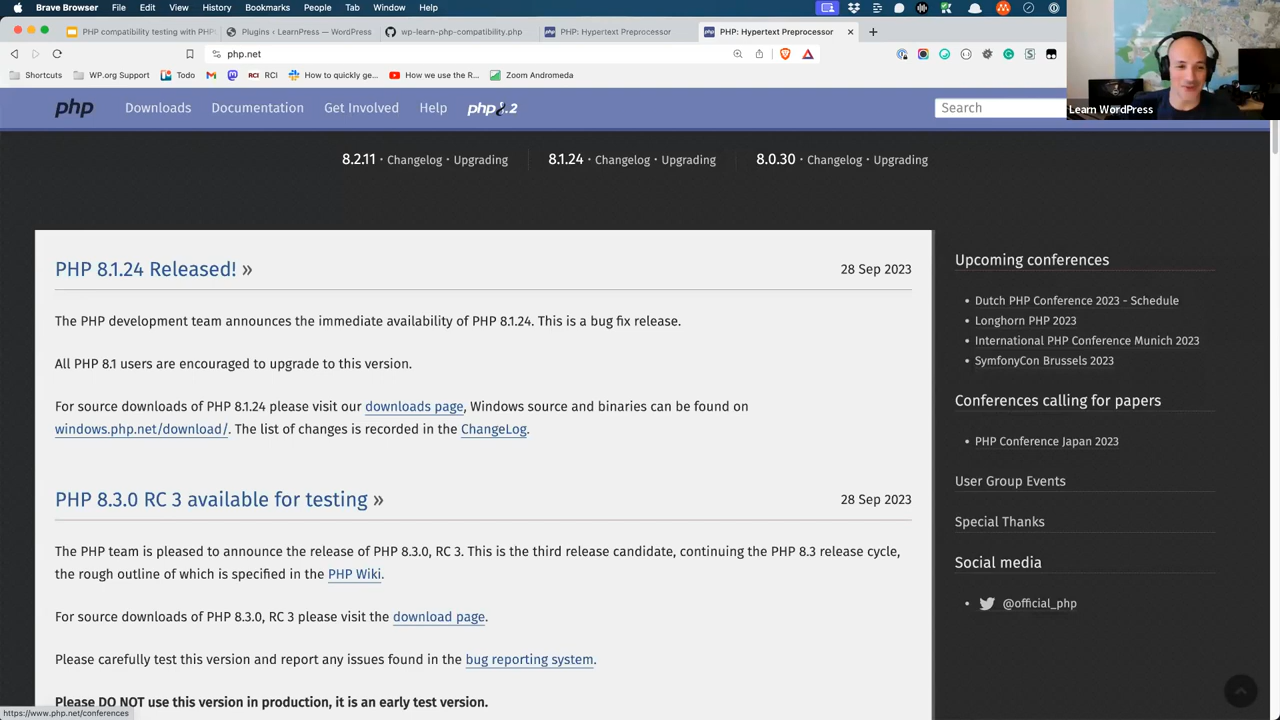 Brave Browser File Edit View History Bookmarks People Tab Window Help
PHP compatibility testing with PHP
Plugins ‹ LearnPress — WordPress
wp-learn-php-compatibility.php
PHP: Hypertext Preprocessor
PHP: Hypertext Preprocessor
php.net
Shortcuts WP.org Support Todo RCI RCI How to quickly ge... How we use the R... Zoom Andromeda
Learn WordPress
php Downloads Documentation Get Involved Help php8.2 Search
8.2.11 · Changelog · Upgrading 8.1.24 · Changelog · Upgrading 8.0.30 · Changelog · Upgrading
PHP 8.1.24 Released! » 28 Sep 2023
The PHP development team announces the immediate availability of PHP 8.1.24. This is a bug fix release.
All PHP 8.1 users are encouraged to upgrade to this version.
For source downloads of PHP 8.1.24 please visit our downloads page, Windows source and binaries can be found on
windows.php.net/download/. The list of changes is recorded in the ChangeLog.
PHP 8.3.0 RC 3 available for testing » 28 Sep 2023
The PHP team is pleased to announce the release of PHP 8.3.0, RC 3. This is the third release candidate, continuing the PHP 8.3 release cycle,
the rough outline of which is specified in the PHP Wiki.
For source downloads of PHP 8.3.0, RC 3 please visit the download page.
Please carefully test this version and report any issues found in the bug reporting system.
Please DO NOT use this version in production, it is an early test version.
Upcoming conferences
• Dutch PHP Conference 2023 - Schedule
• Longhorn PHP 2023
• International PHP Conference Munich 2023
• SymfonyCon Brussels 2023
Conferences calling for papers
• PHP Conference Japan 2023
User Group Events
Special Thanks
Social media
• @official_php
https://www.php.net/conferences